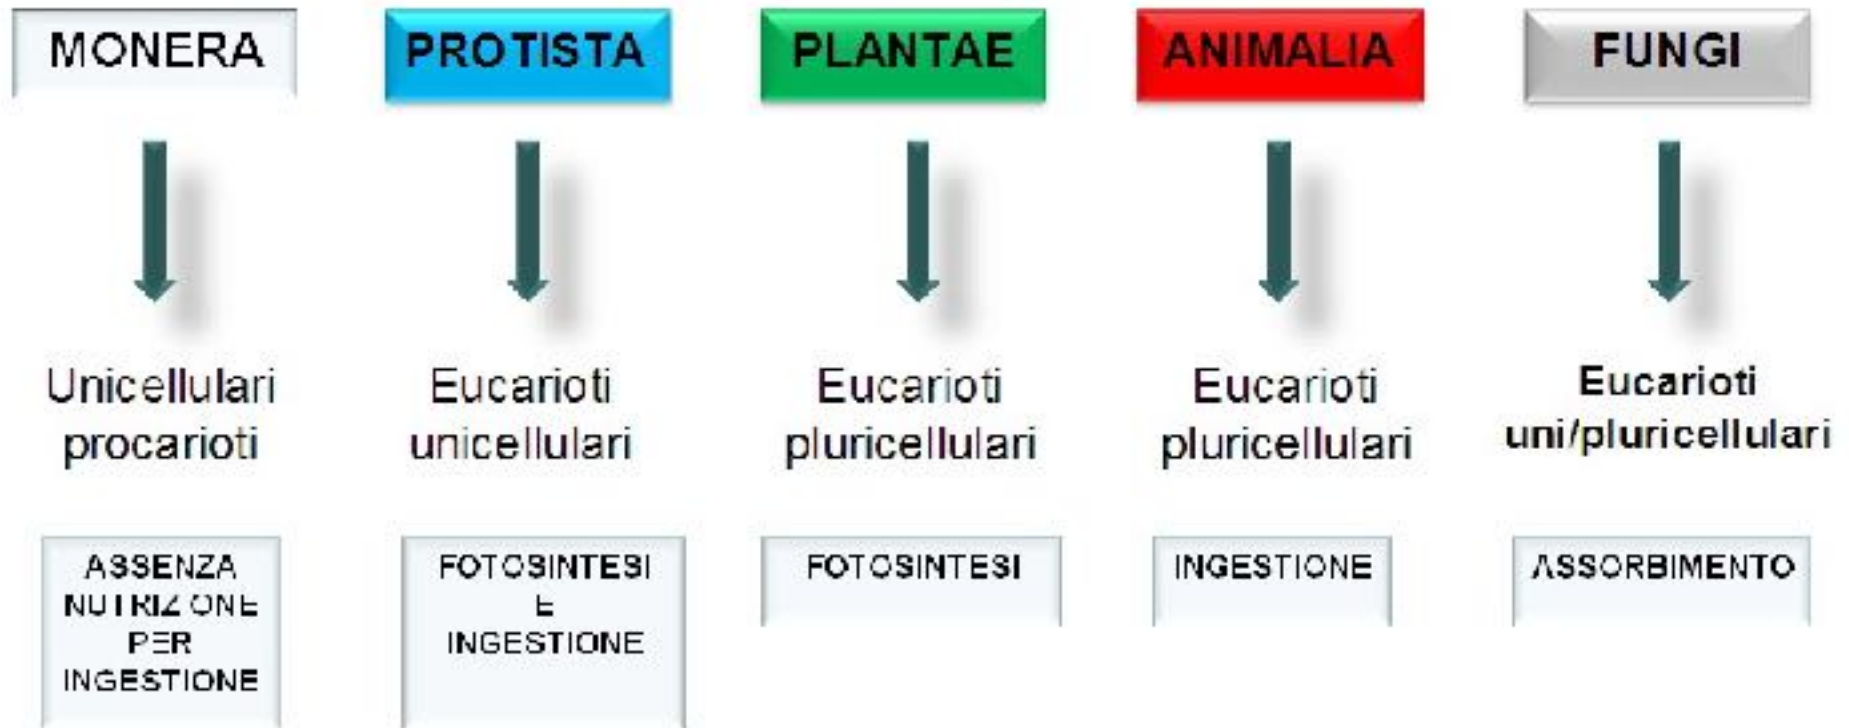 MONERA
PROTISTA
PLANTAE
ANIMALIA
FUNGI
Unicellulari
procarioti
Eucarioti
unicellulari
Eucarioti
pluricellulari
Eucarioti
pluricellulari
Eucarioti
uni/pluricellulari
ASSENZA
NUTRIZIONE
PER
INGESTIONE
FOTOSINTESI
E
INGESTIONE
FOTOSINTESI
INGESTIONE
ASSORBIMENTO